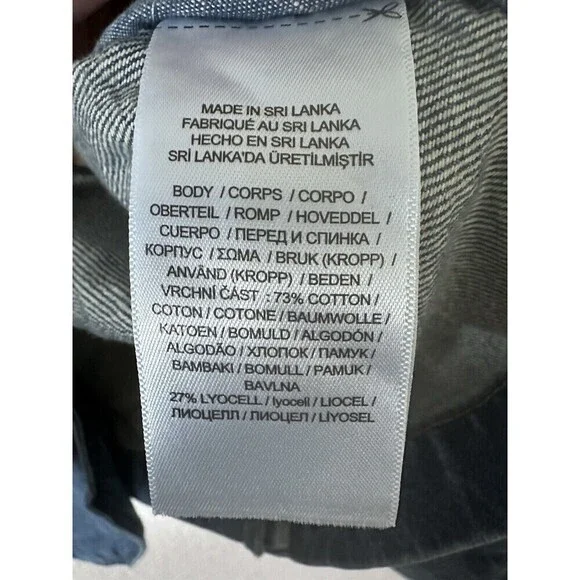 MADE IN SRI LANKA
FABRIQUÉ AU SRI LANKA
HECHO EN SRI LANKA
SRİ LANKA'DA ÜRETİLMİŞTİR
BODY / CORPS / CORPO /
OBERTEIL / ROMP / HOVEDDEL /
CUERPO / ПЕРЕД И СПИНКА /
КОРПУС / ΣΩΜΑ / BRUK (KROPP) /
ANVÄND (KROPP) / BEDEN /
VRCHNÍ ČÁST : 73% COTTON /
COTON / COTONE / BAUMWOLLE /
KATOEN / BOMULD / ALGODÓN /
ALGODÃO / ХЛОПОК / ПАМУК /
BAMBAKI / BOMULL / PAMUK /
BAVLNA
27% LYOCELL / lyocell / LIOCEL /
ЛИОЦЕЛЛ / ЛИОЦЕЛ / LİYOSEL